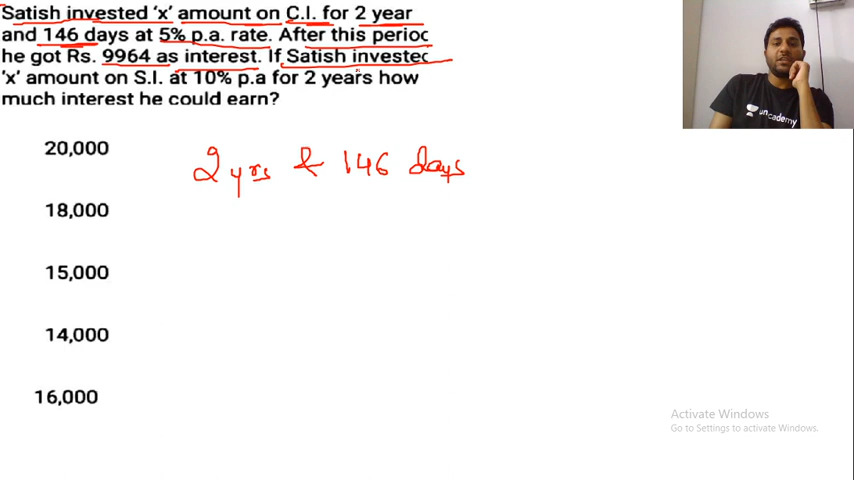 Satish invested ‘x’ amount on C.I. for 2 year
and 146 days at 5% p.a. rate. After this perioc
he got Rs. 9964 as interest. If Satish investec
‘x’ amount on S.I. at 10% p.a for 2 years how
much interest he could earn?
unacademy
20,000
2 yrs & 146 days
18,000
15,000
14,000
16,000
Activate Windows
Go to Settings to activate Windows.